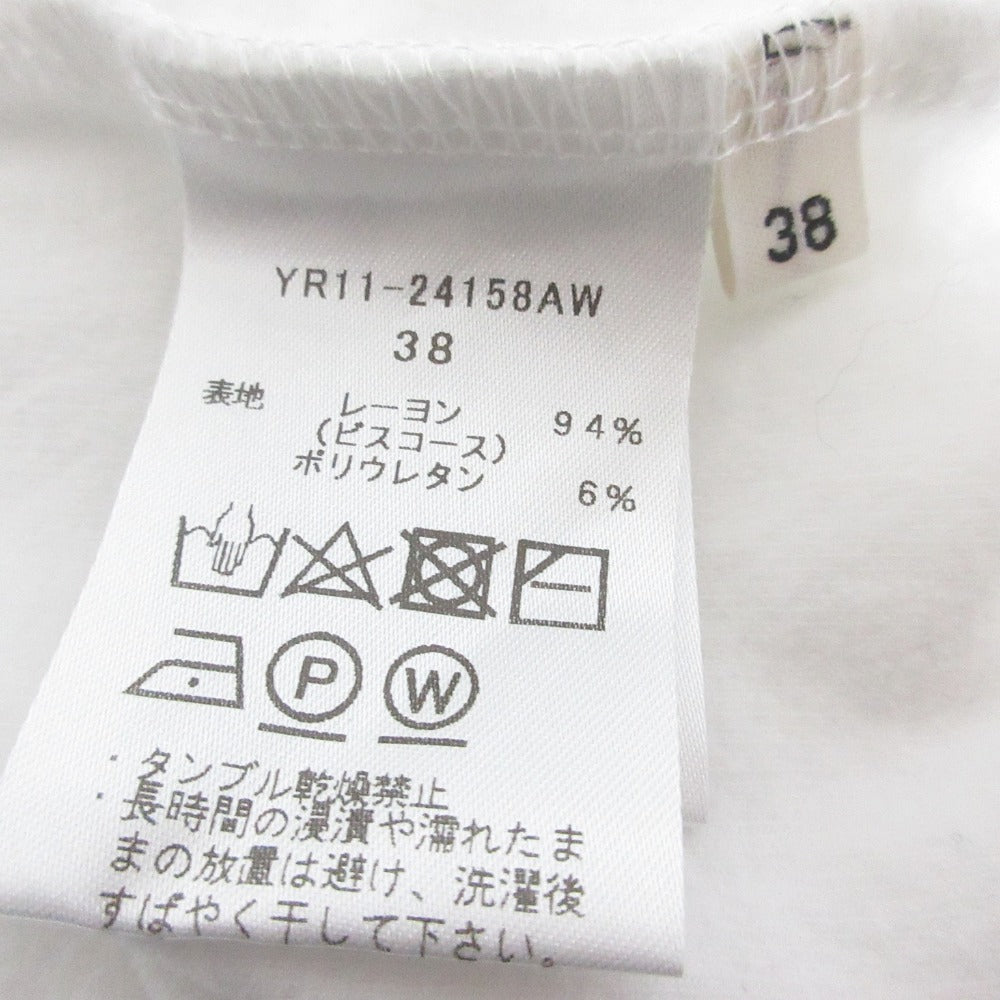 38
YR11-24158AW
38
表地 レーヨン 94%
(ビスコース)
ポリウレタン 6%
P W
・タンブル乾燥禁止
・長時間の浸漬や濡れたま
まの放置は避け、洗濯後
すばやく干して下さい。